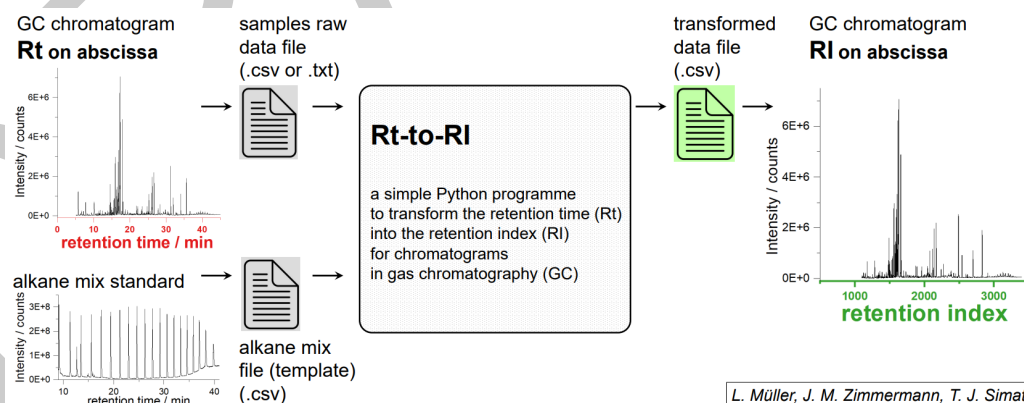 GC chromatogram
Rt on abscissa
Intensity / counts
6E+6
4E+6
2E+6
0E+0
0 10 20 30 40
retention time / min
alkane mix standard
Intensity / counts
3E+8
2E+8
1E+8
0E+0
10 20 30 40
retention time / min
samples raw
data file
(.csv or .txt)
alkane mix
file (template)
(.csv)
Rt-to-RI
a simple Python programme
to transform the retention time (Rt)
into the retention index (RI)
for chromatograms
in gas chromatography (GC)
transformed
data file
(.csv)
GC chromatogram
RI on abscissa
Intensity / counts
6E+6
4E+6
2E+6
0E+0
1000 2000 3000
retention index
L. Müller, J. M. Zimmermann, T. J. Simat